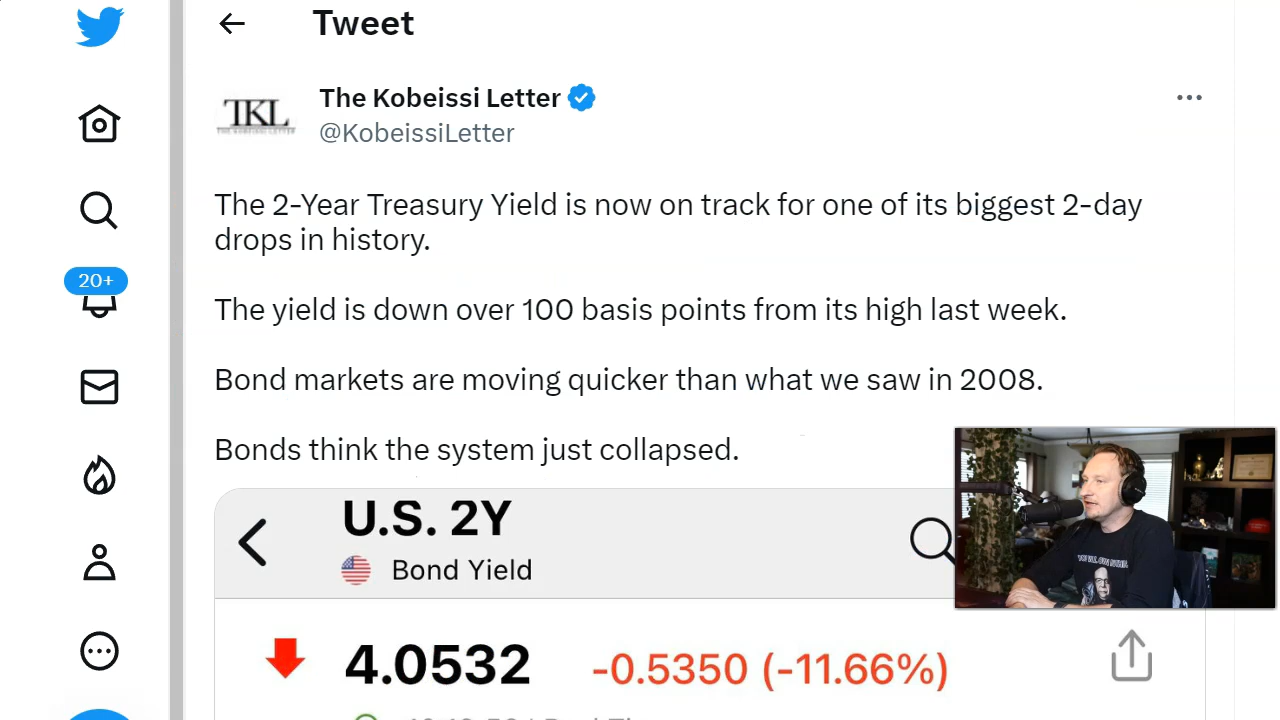 Tweet
TKL
THE KOBEISSI LETTER
The Kobeissi Letter
@KobeissiLetter
The 2-Year Treasury Yield is now on track for one of its biggest 2-day
drops in history.
The yield is down over 100 basis points from its high last week.
20+
Bond markets are moving quicker than what we saw in 2008.
Bonds think the system just collapsed.
U.S. 2Y
Bond Yield
4.0532 -0.5350 (-11.66%)